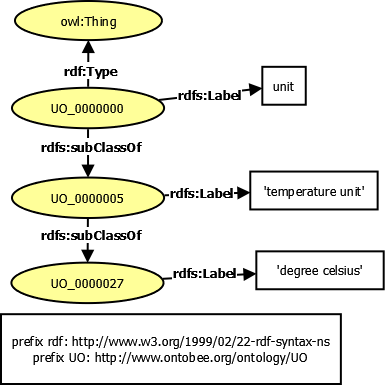 owl:Thing
rdf:Type
UO_0000000
rdfs:Label
unit
rdfs:subClassOf
UO_0000005
rdfs:Label
'temperature unit'
rdfs:subClassOf
UO_0000027
rdfs:Label
'degree celsius'
prefix rdf: http://www.w3.org/1999/02/22-rdf-syntax-ns
prefix UO: http://www.ontobee.org/ontology/UO